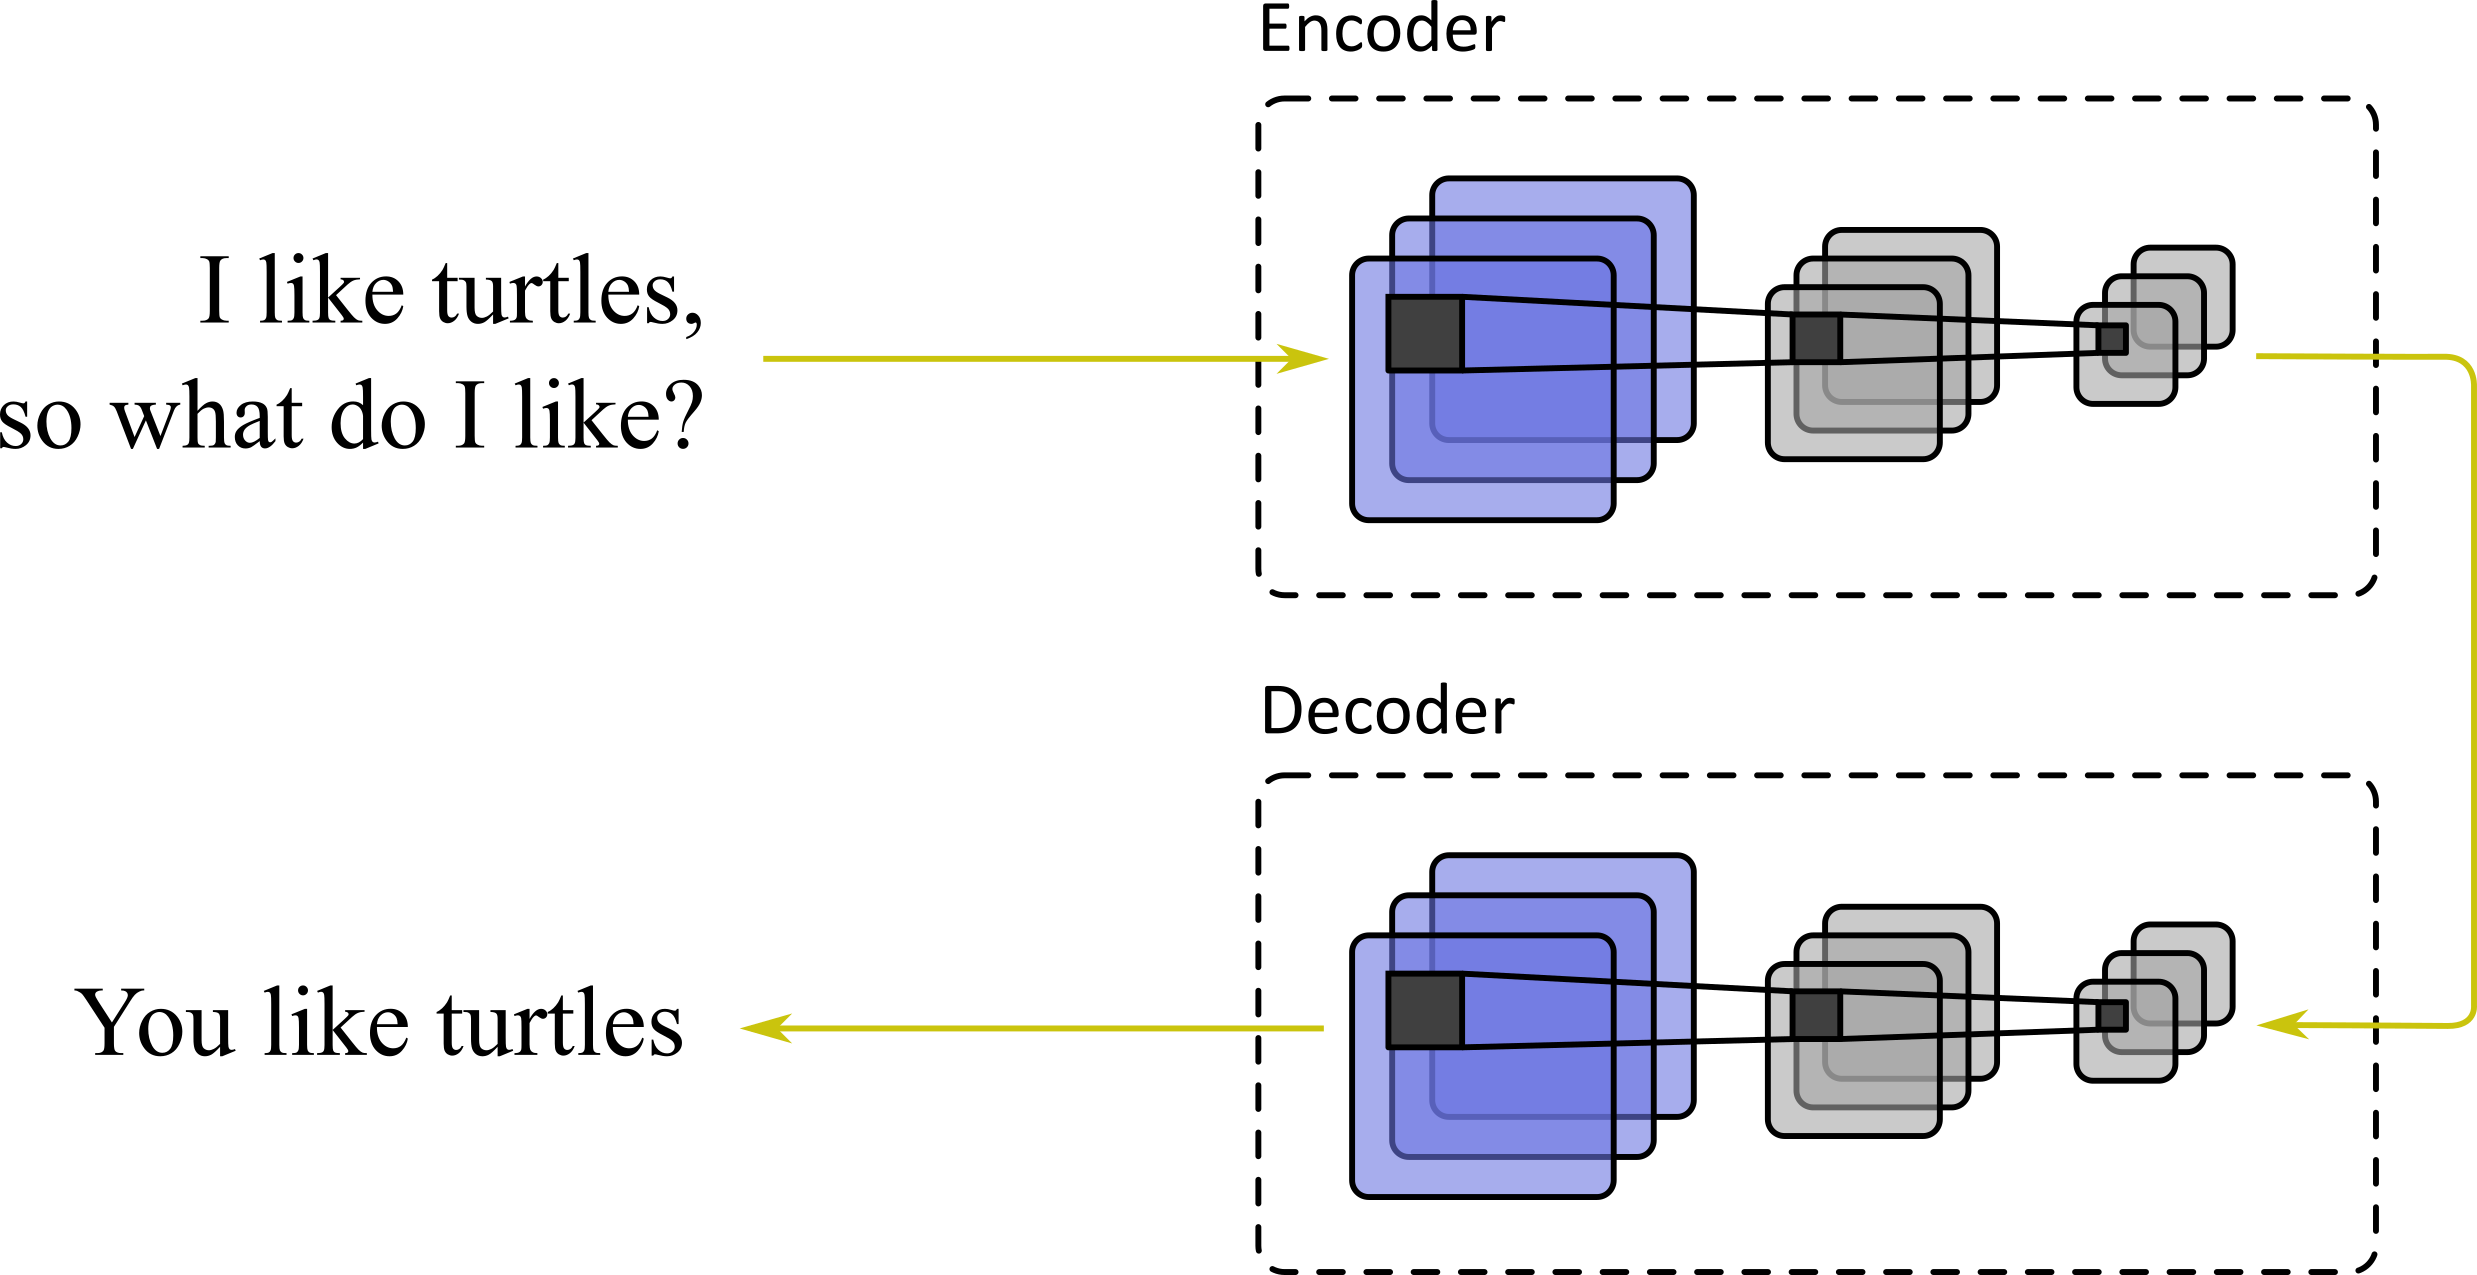 Encoder
I like turtles,
so what do I like?
Decoder
You like turtles